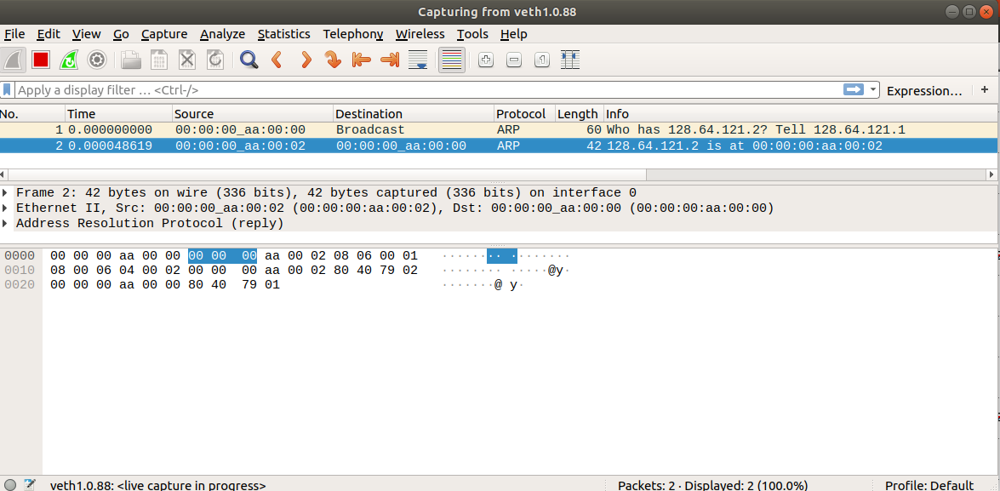 Capturing from veth1.0.88
File Edit View Go Capture Analyze Statistics Telephony Wireless Tools Help
Apply a display filter … <Ctrl-/> Expression… +
No. Time Source Destination Protocol Length Info
1 0.000000000 00:00:00_aa:00:00 Broadcast ARP 60 Who has 128.64.121.2? Tell 128.64.121.1
2 0.000048619 00:00:00_aa:00:02 00:00:00_aa:00:00 ARP 42 128.64.121.2 is at 00:00:00:aa:00:02
Frame 2: 42 bytes on wire (336 bits), 42 bytes captured (336 bits) on interface 0
Ethernet II, Src: 00:00:00_aa:00:02 (00:00:00:aa:00:02), Dst: 00:00:00_aa:00:00 (00:00:00:aa:00:00)
Address Resolution Protocol (reply)
0000 00 00 00 aa 00 00 00 00 00 aa 00 02 08 06 00 01 ········ ········
0010 08 00 06 04 00 02 00 00 00 aa 00 02 80 40 79 02 ········ ·····@y·
0020 00 00 00 aa 00 00 80 40 79 01 ·······@ y·
veth1.0.88: <live capture in progress> Packets: 2 · Displayed: 2 (100.0%) Profile: Default